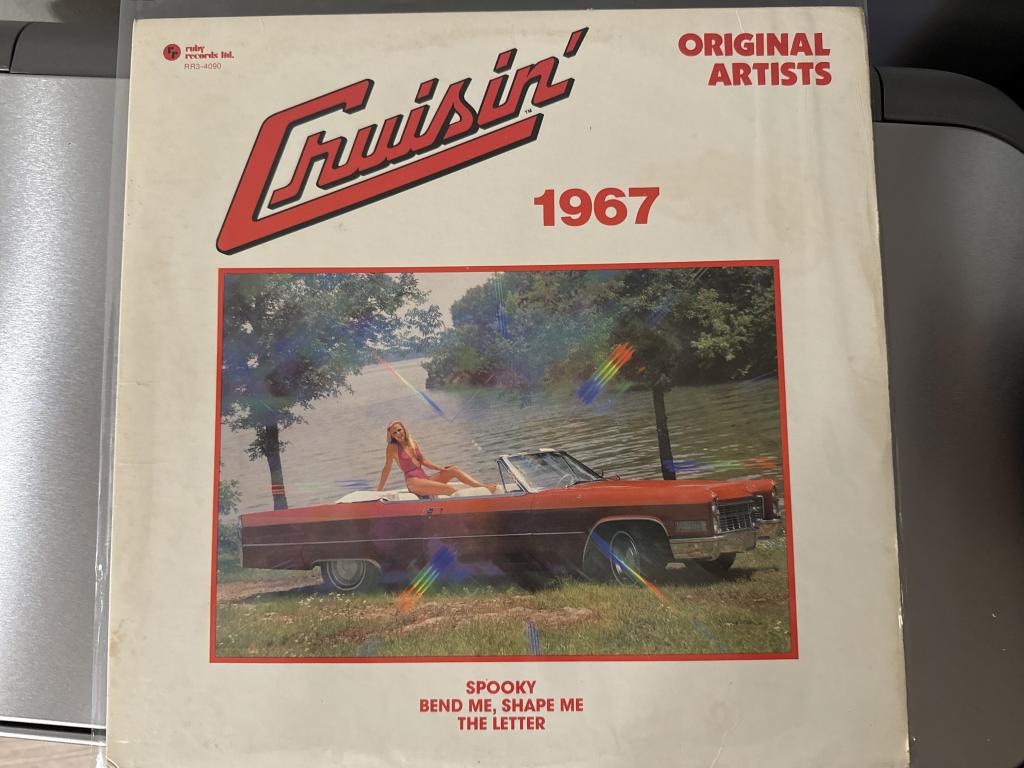 ruby
records ltd.
RR3-4090
Cruisin'™
1967
ORIGINAL
ARTISTS
SPOOKY
BEND ME, SHAPE ME
THE LETTER